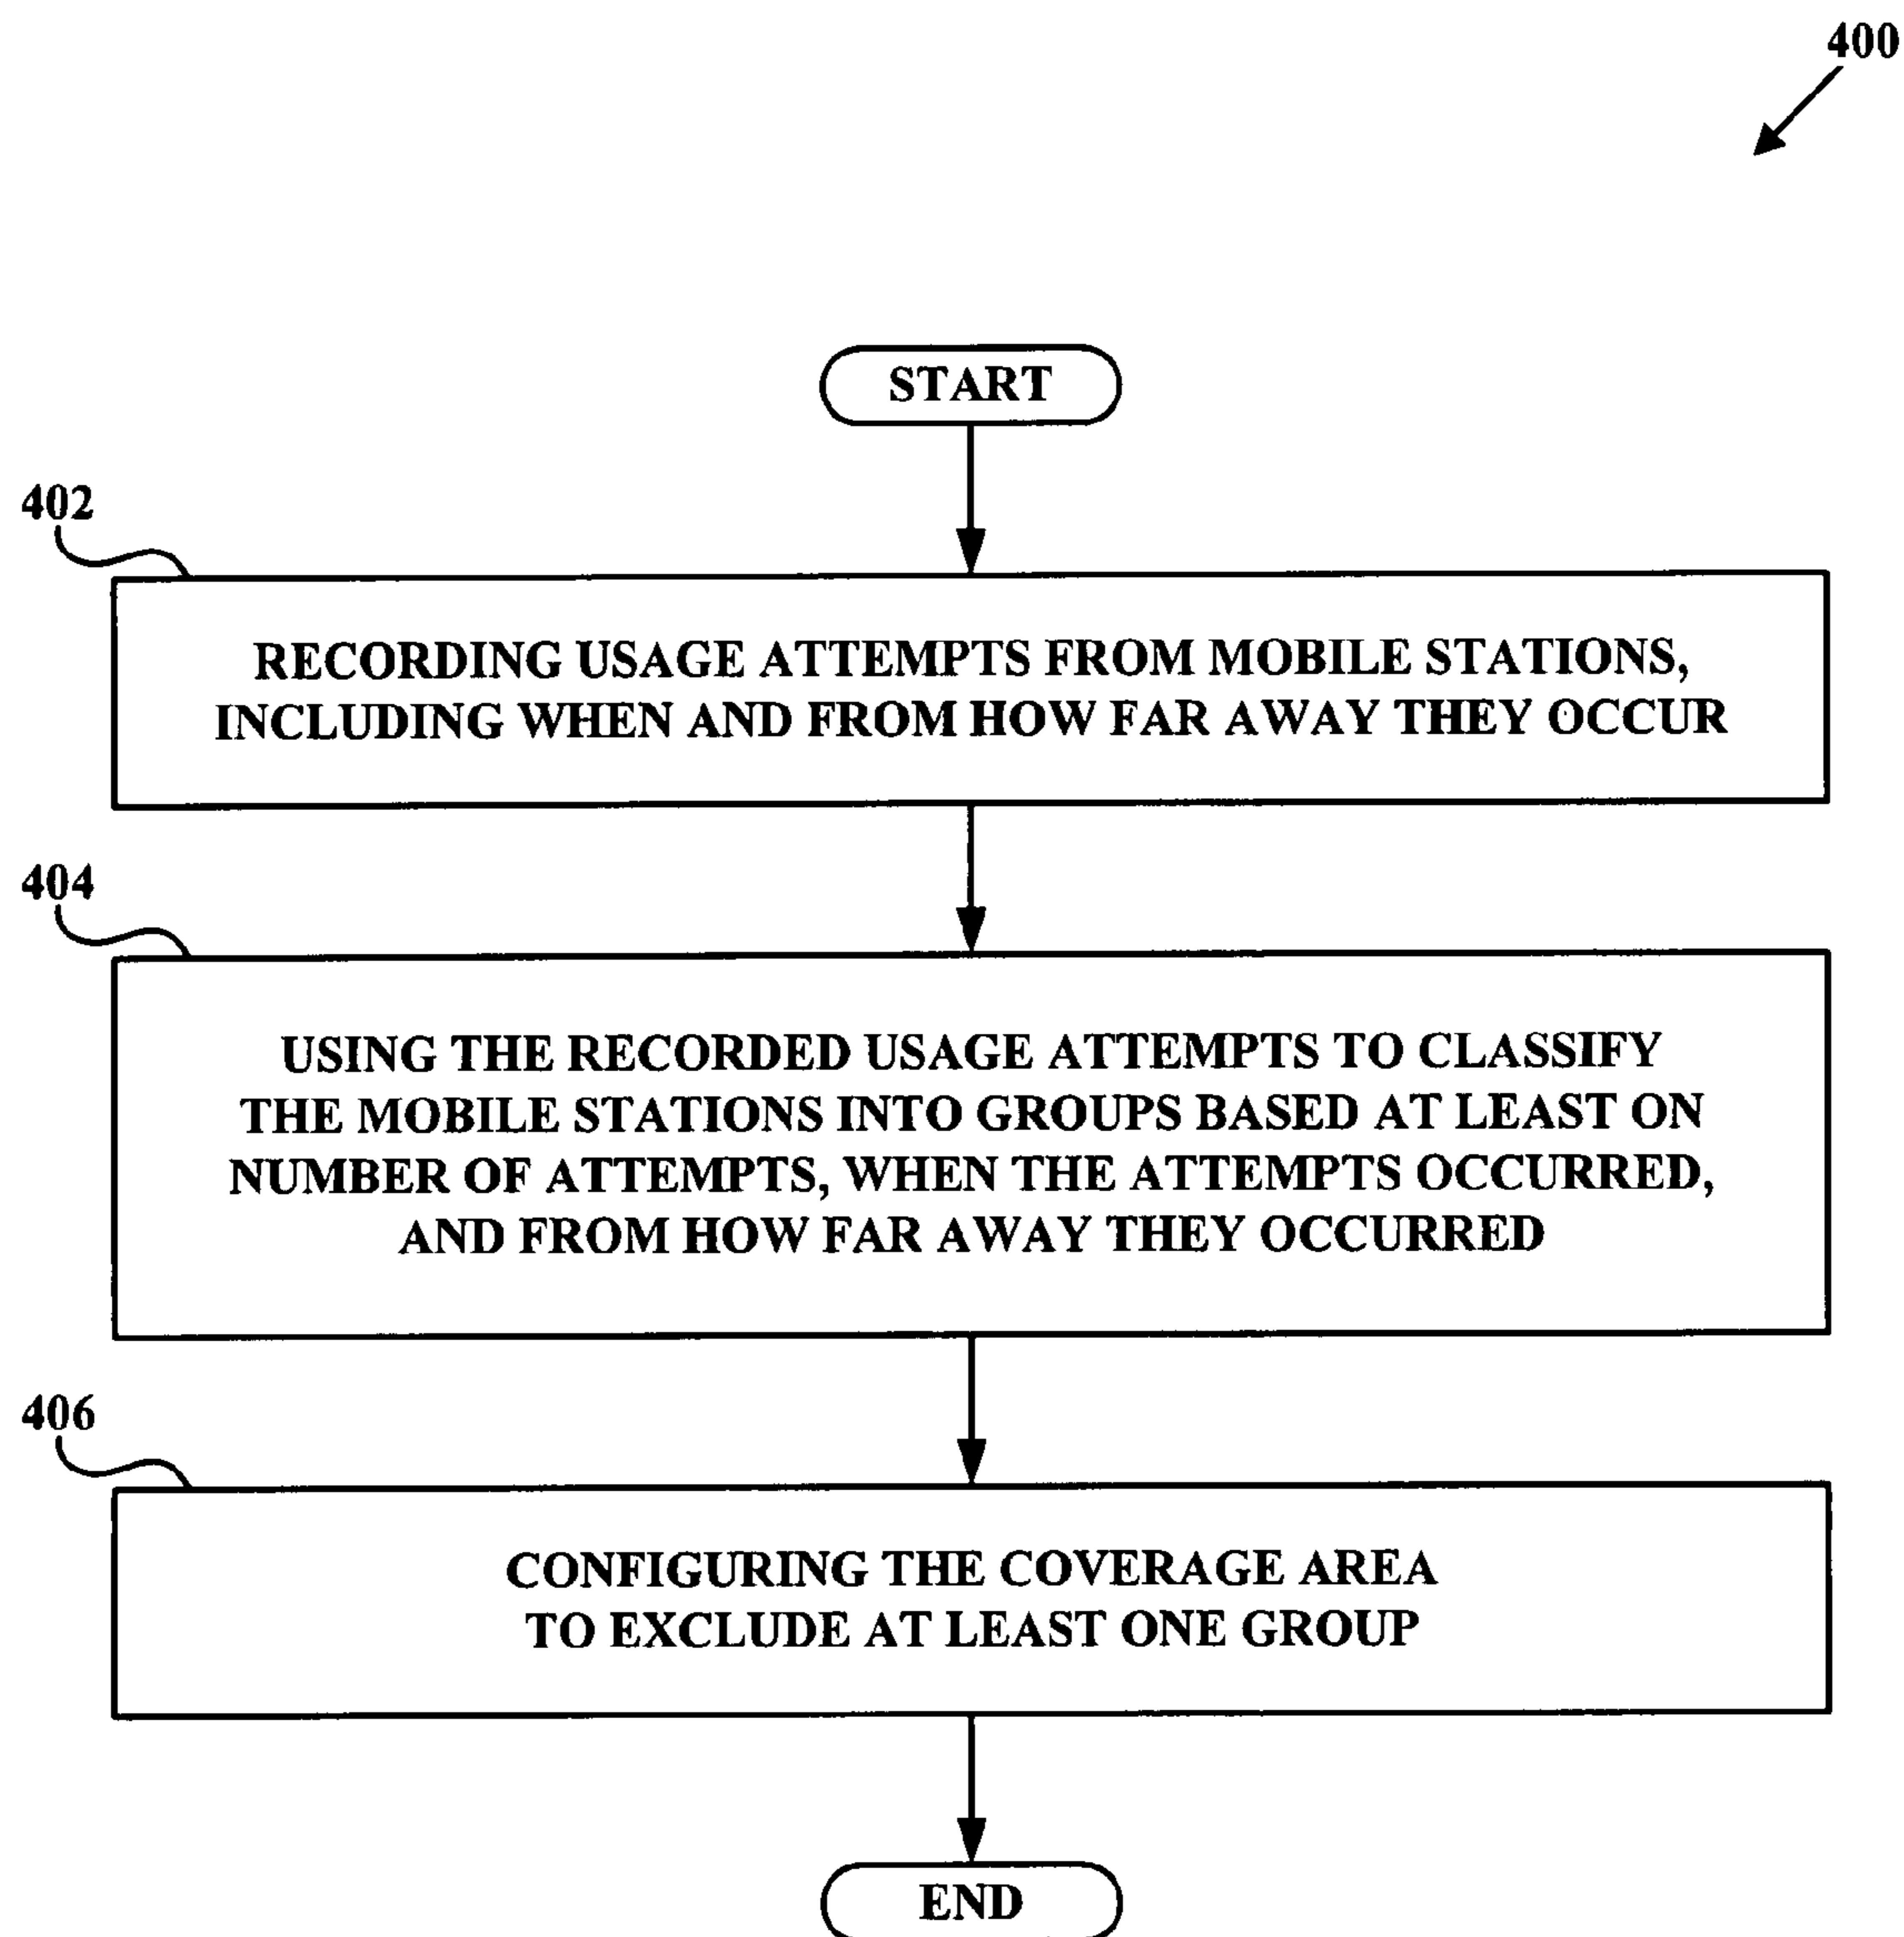 400
START
402
RECORDING USAGE ATTEMPTS FROM MOBILE STATIONS,
INCLUDING WHEN AND FROM HOW FAR AWAY THEY OCCUR
404
USING THE RECORDED USAGE ATTEMPTS TO CLASSIFY
THE MOBILE STATIONS INTO GROUPS BASED AT LEAST ON
NUMBER OF ATTEMPTS, WHEN THE ATTEMPTS OCCURRED,
AND FROM HOW FAR AWAY THEY OCCURRED
406
CONFIGURING THE COVERAGE AREA
TO EXCLUDE AT LEAST ONE GROUP
END